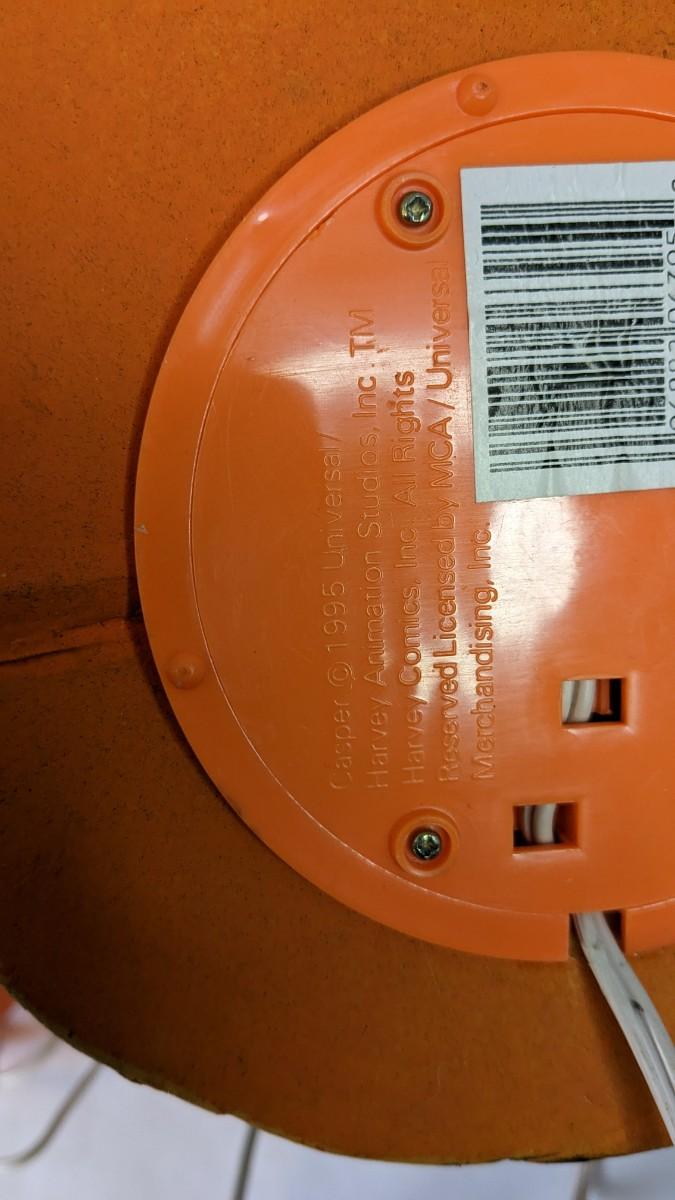 Casper © 1995 Universal/
Harvey Animation Studios, Inc. TM
Harvey Comics, Inc. All Rights
Reserved Licensed by MCA / Universal
Merchandising, Inc.